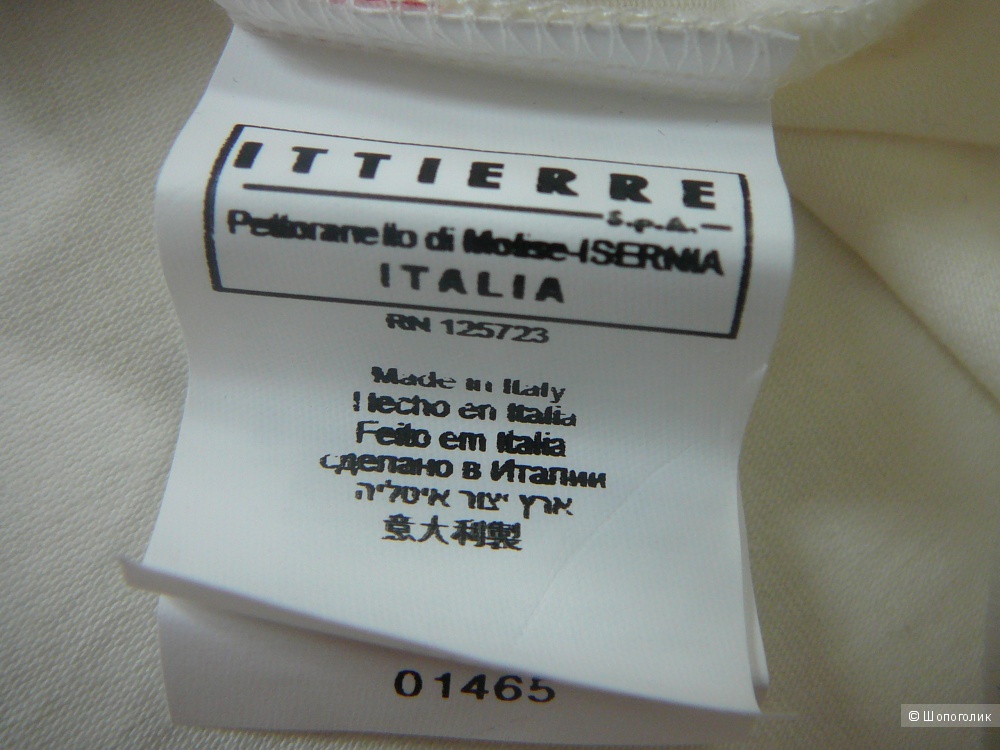 ITTIERRE
S.p.A.
Pettoranello di Molise-ISERNIA
ITALIA
RN 125723
Made in Italy
Hecho en Italia
Feito em Italia
сделано в Италии
ארץ יצור איטליה
意大利製
01465
© Шопоголик